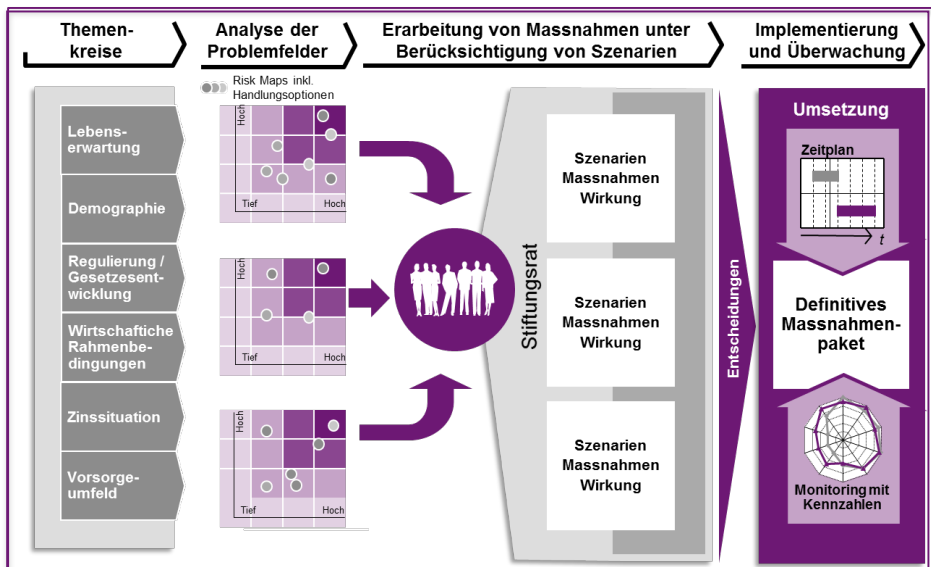 Themen-
kreise
Analyse der
Problemfelder
Erarbeitung von Massnahmen unter
Berücksichtigung von Szenarien
Implementierung
und Überwachung
Lebens-
erwartung
Demographie
Regulierung /
Gesetzesent-
wicklung
Wirtschaftiche
Rahmenbe-
dingungen
Zinssituation
Vorsorge-
umfeld
Risk Maps inkl.
Handlungsoptionen
Hoch
Tief
Hoch
Hoch
Tief
Hoch
Hoch
Tief
Hoch
Stiftungsrat
Szenarien
Massnahmen
Wirkung
Szenarien
Massnahmen
Wirkung
Szenarien
Massnahmen
Wirkung
Entscheidungen
Umsetzung
Zeitplan
t
Definitives
Massnahmen-
paket
Monitoring mit
Kennzahlen